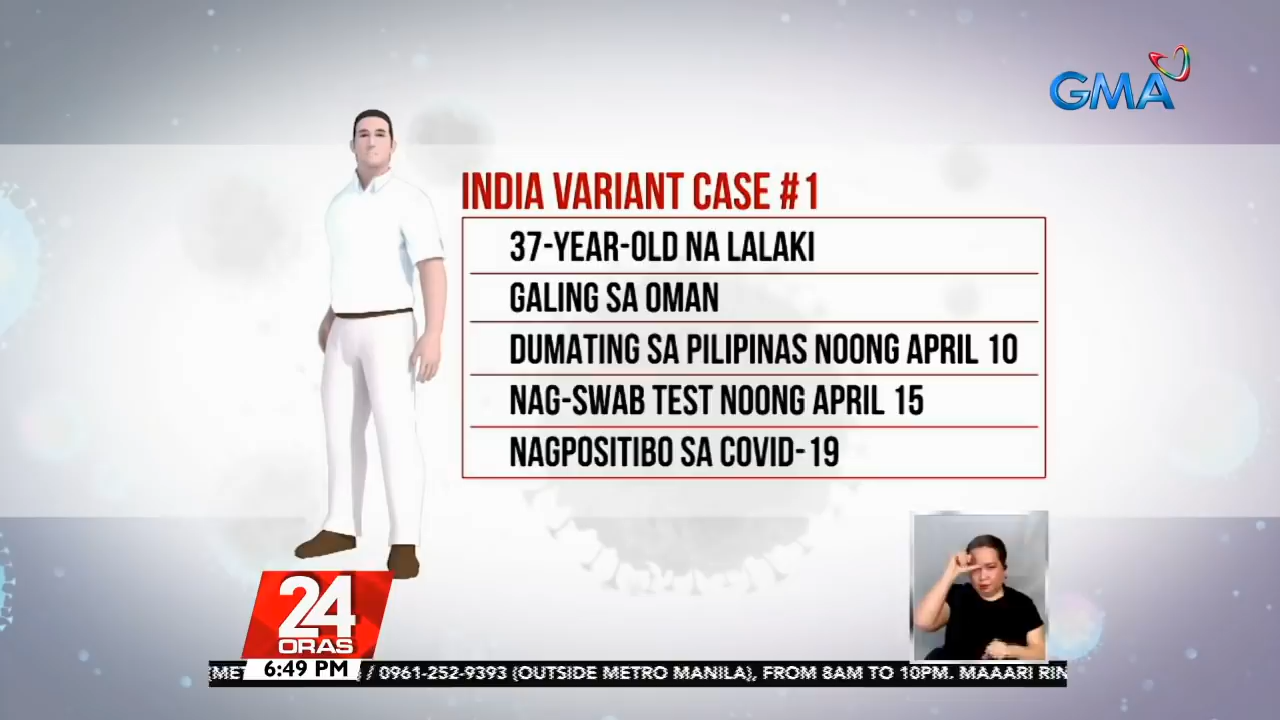 GMA
INDIA VARIANT CASE #1
37-YEAR-OLD NA LALAKI
GALING SA OMAN
DUMATING SA PILIPINAS NOONG APRIL 10
NAG-SWAB TEST NOONG APRIL 15
NAGPOSITIBO SA COVID-19
24
ORAS
6:49 PM
/ 0961-252-9393 (OUTSIDE METRO MANILA), FROM 8AM TO 10PM. MAAARI